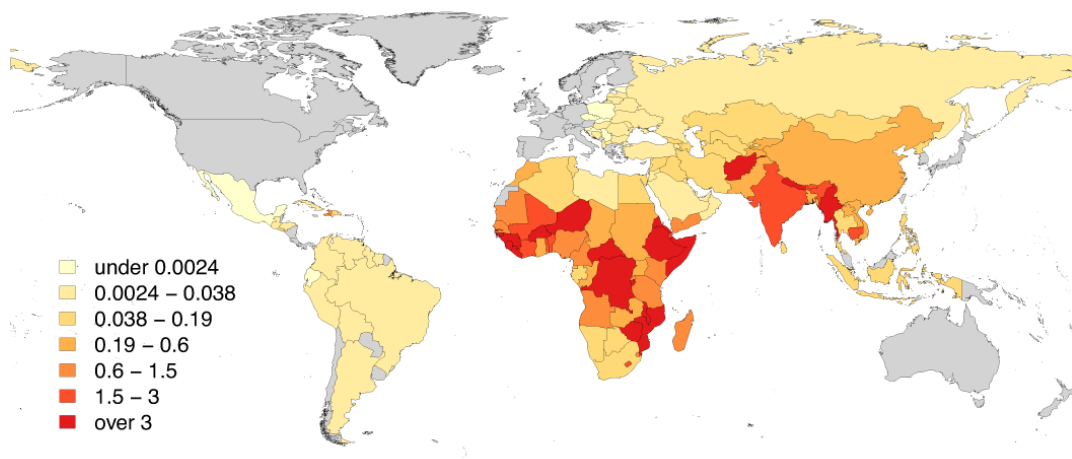 under 0.0024
0.0024 – 0.038
0.038 – 0.19
0.19 – 0.6
0.6 – 1.5
1.5 – 3
over 3